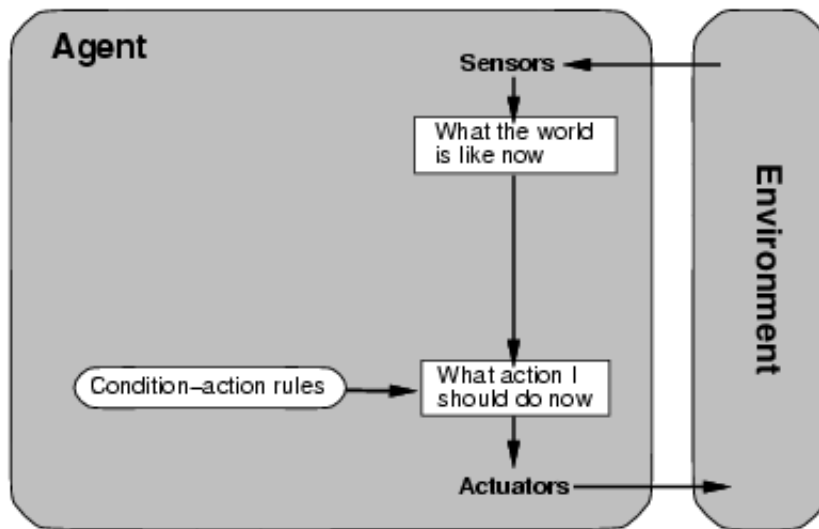 Agent
Sensors
What the world
is like now
Environment
Condition–action rules
What action I
should do now
Actuators